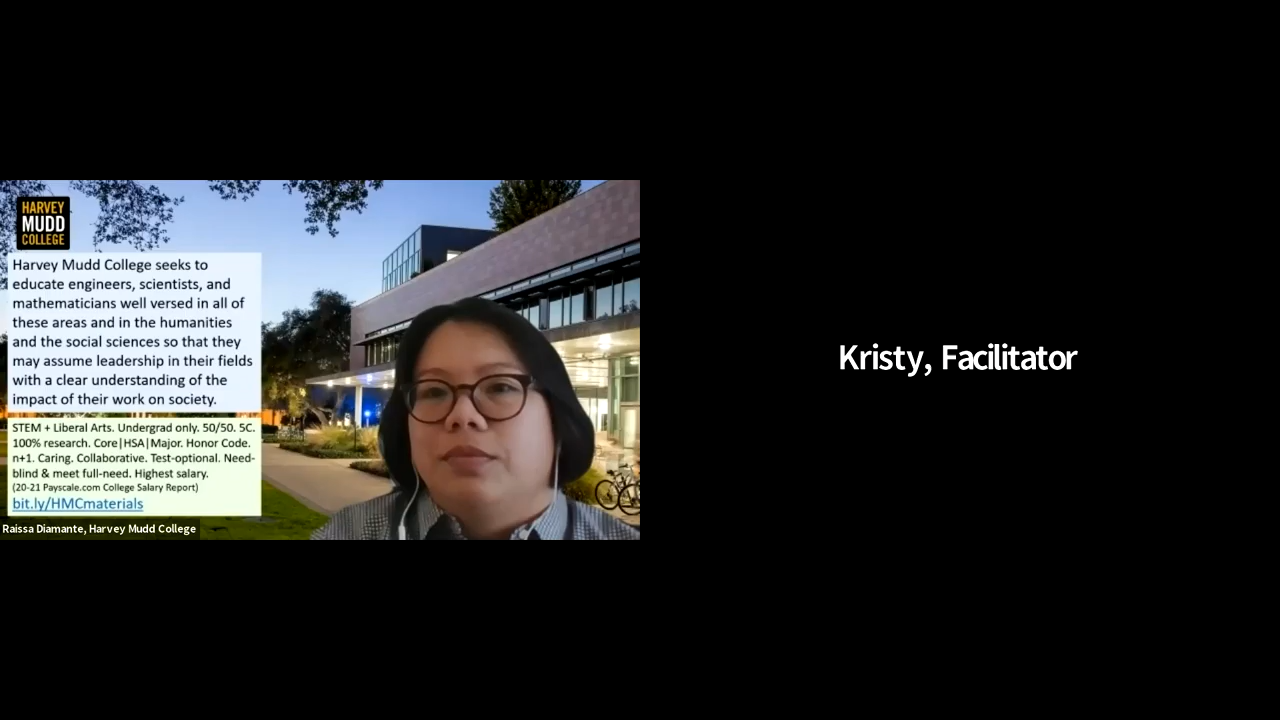 HARVEY
MUDD
COLLEGE
Harvey Mudd College seeks to
educate engineers, scientists, and
mathematicians well versed in all of
these areas and in the humanities
and the social sciences so that they
may assume leadership in their fields
with a clear understanding of the
impact of their work on society.
STEM + Liberal Arts. Undergrad only. 50/50. 5C.
100% research. Core|HSA|Major. Honor Code.
n+1. Caring. Collaborative. Test-optional. Need-
blind & meet full-need. Highest salary.
(20-21 Payscale.com College Salary Report)
bit.ly/HMCmaterials
Raissa Diamante, Harvey Mudd College
Kristy, Facilitator